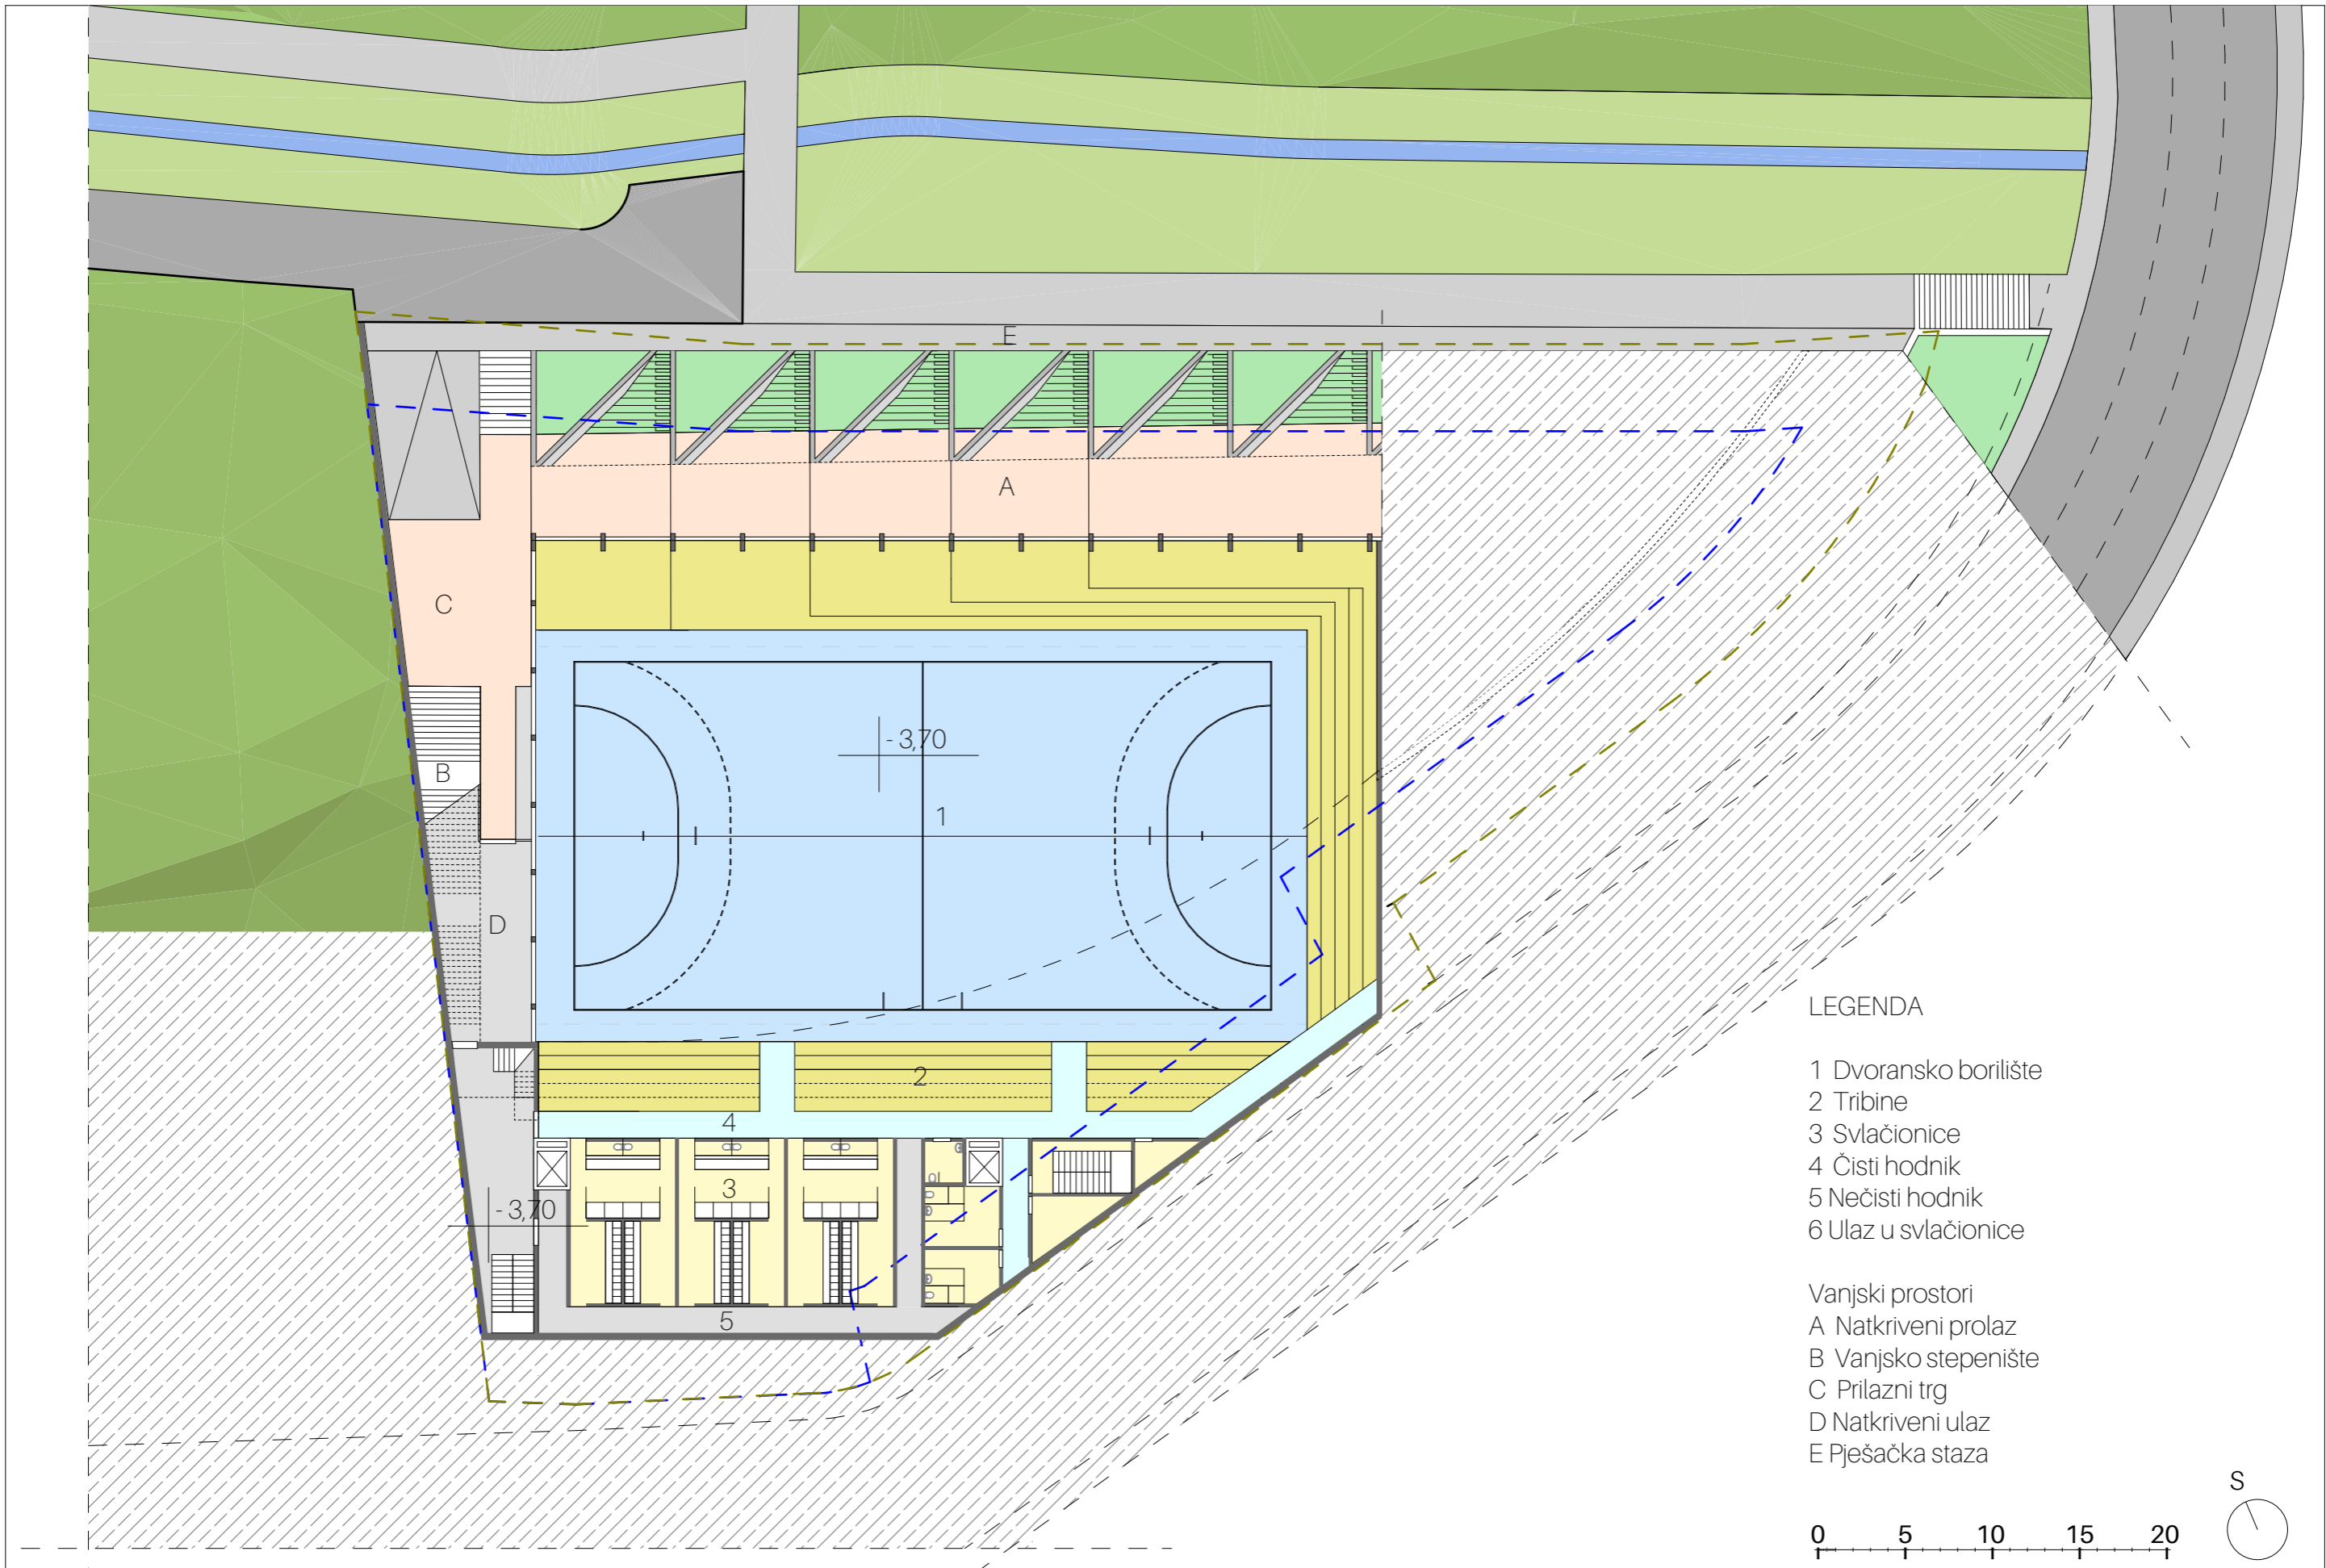 E
A
C
- 3,70
B
1
D
2
4
3
- 3,70
5
LEGENDA
1 Dvoransko borilište
2 Tribine
3 Svlačionice
4 Čisti hodnik
5 Nečisti hodnik
6 Ulaz u svlačionice
Vanjski prostori
A Natkriveni prolaz
B Vanjsko stepenište
C Prilazni trg
D Natkriveni ulaz
E Pješačka staza
S
0 5 10 15 20